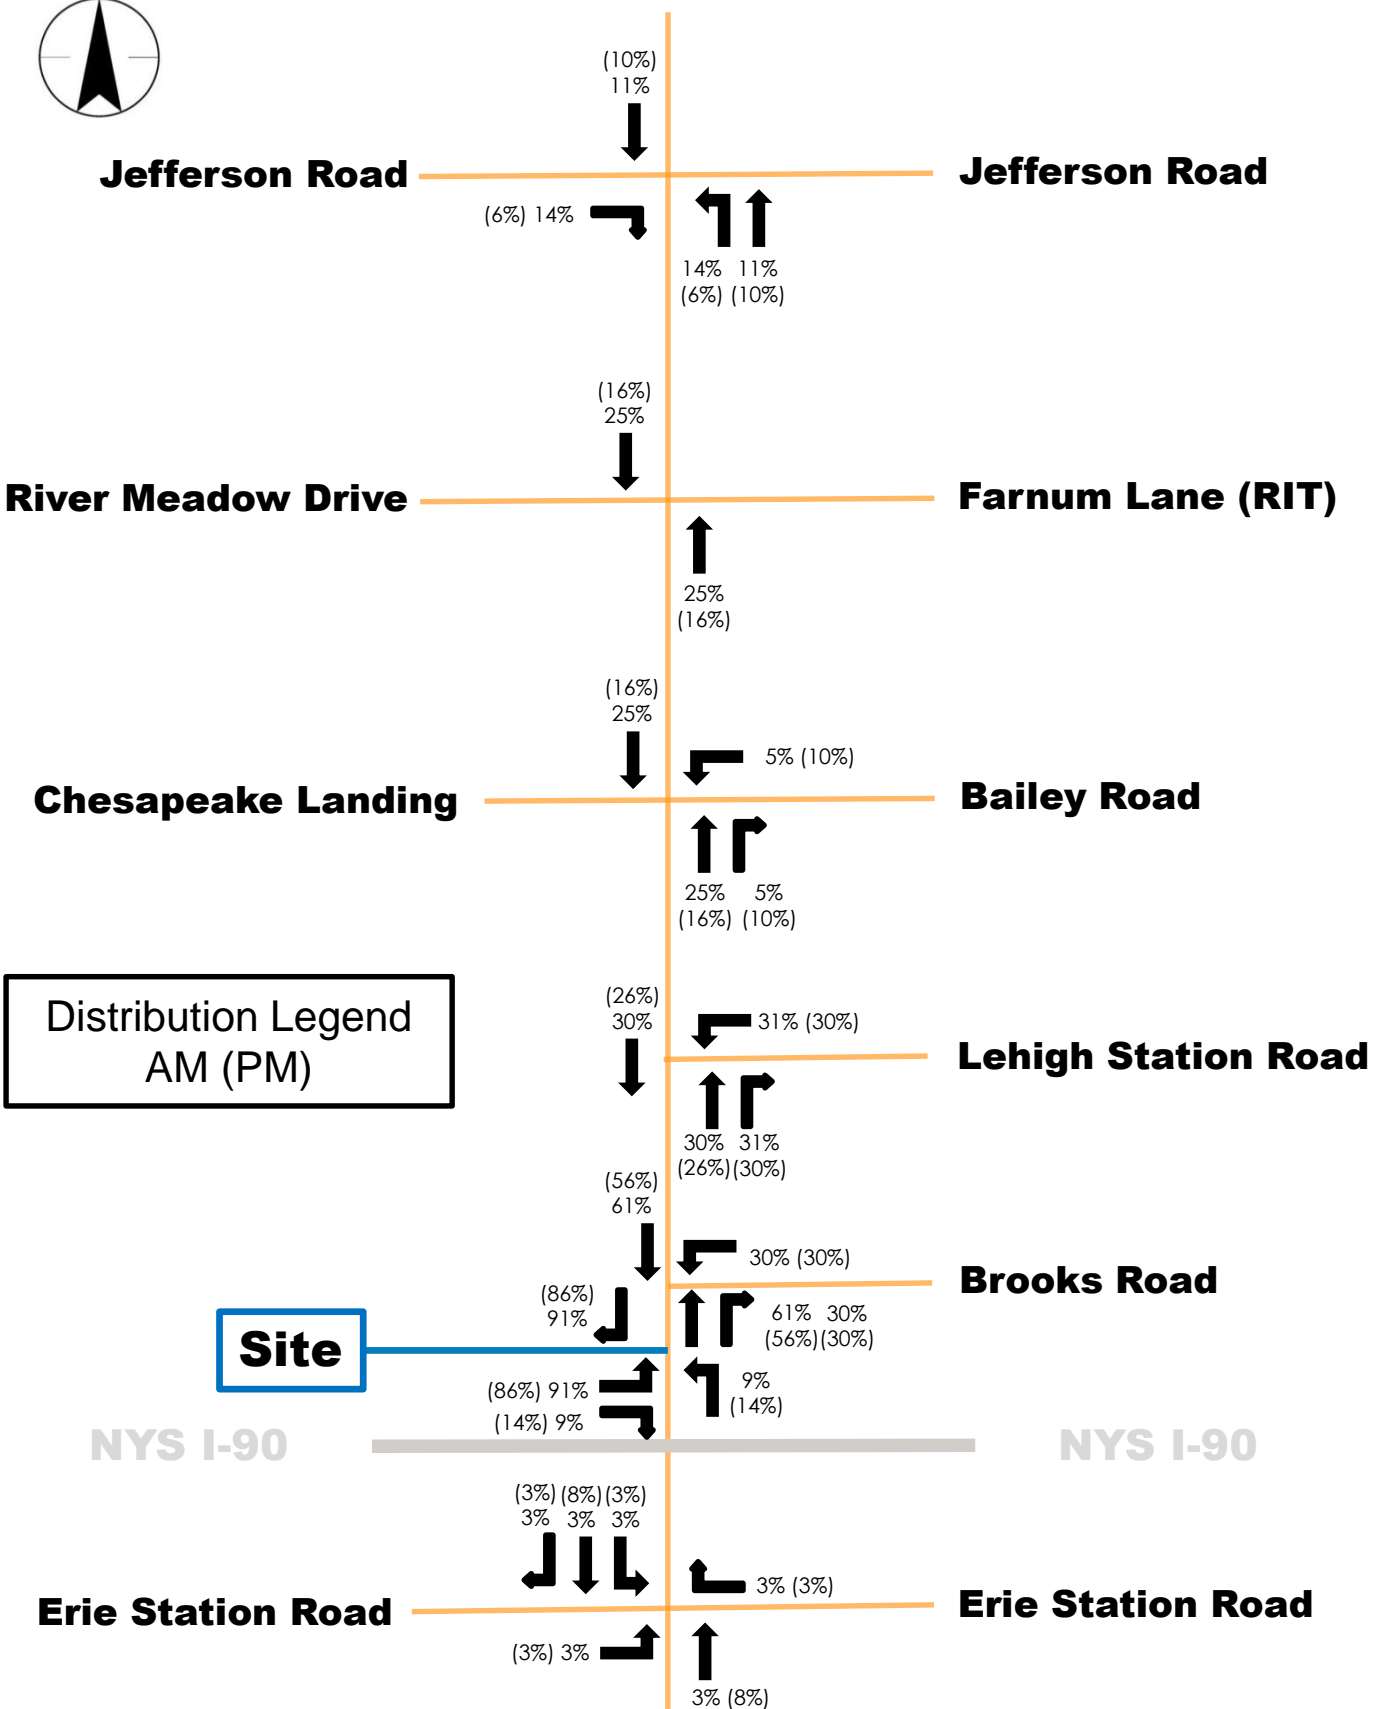 (10%)
11%
Jefferson Road
Jefferson Road
(6%) 14%
14% 11%
(6%) (10%)
(16%)
25%
River Meadow Drive
Farnum Lane (RIT)
25%
(16%)
(16%)
25%
5% (10%)
Chesapeake Landing
Bailey Road
25% 5%
(16%) (10%)
Distribution Legend
AM (PM)
(26%)
30%
31% (30%)
Lehigh Station Road
30% 31%
(26%) (30%)
(56%)
61%
30% (30%)
Brooks Road
(86%)
91%
61% 30%
(56%) (30%)
Site
9%
(14%)
(86%) 91%
(14%) 9%
NYS I-90
NYS I-90
(3%) (8%) (3%)
3% 3% 3%
3% (3%)
Erie Station Road
Erie Station Road
(3%) 3%
3% (8%)